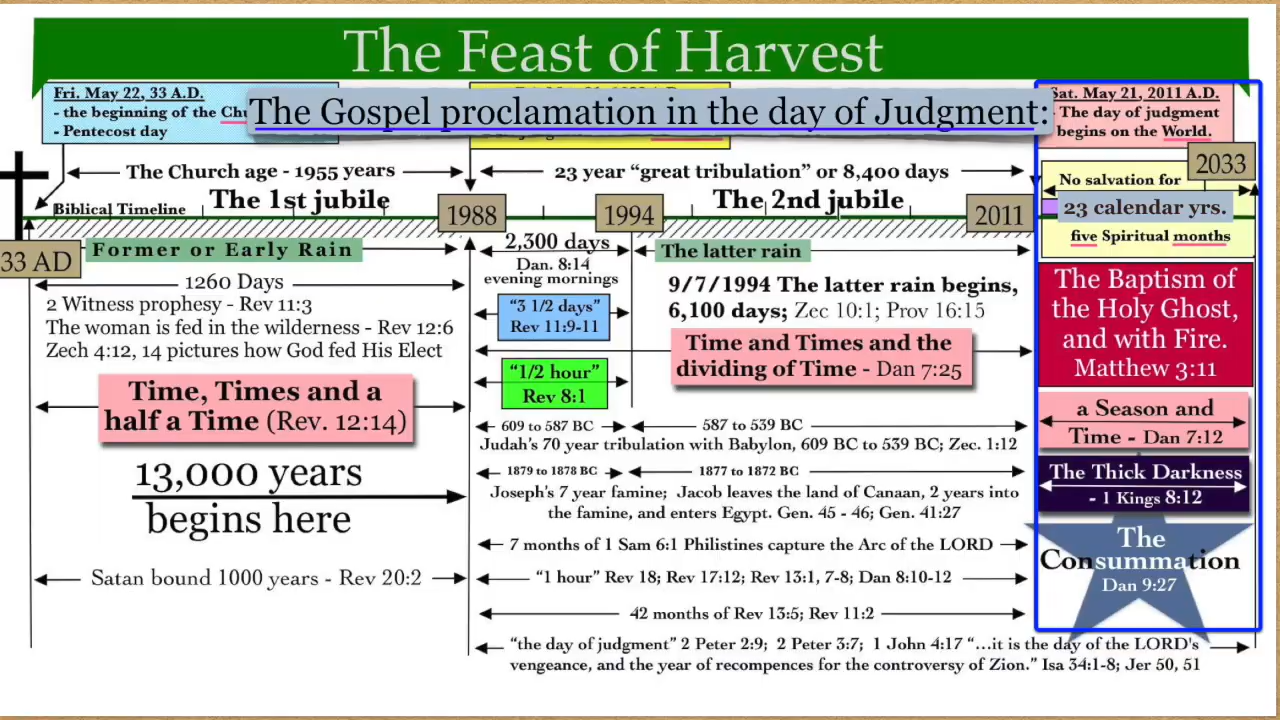 The Feast of Harvest
Fri. May 22, 33 A.D.
- the beginning of the Chu
- Pentecost day
The Gospel proclamation in the day of Judgment:
Sat. May 21, 2011 A.D.
- The day of judgment
begins on the World.
The Church age - 1955 years
23 year “great tribulation” or 8,400 days
2033
No salvation for
23 calendar yrs.
five Spiritual months
Biblical Timeline
The 1st jubile
1988
1994
The 2nd jubile
2011
33 AD
Former or Early Rain
2,300 days
Dan. 8:14
evening mornings
The latter rain
1260 Days
2 Witness prophesy - Rev 11:3
The woman is fed in the wilderness - Rev 12:6
Zech 4:12, 14 pictures how God fed His Elect
“3 1/2 days”
Rev 11:9-11
9/7/1994 The latter rain begins,
6,100 days; Zec 10:1; Prov 16:15
The Baptism of
the Holy Ghost,
and with Fire.
Matthew 3:11
Time and Times and the
dividing of Time - Dan 7:25
“1/2 hour”
Rev 8:1
Time, Times and a
half a Time (Rev. 12:14)
a Season and
Time - Dan 7:12
609 to 587 BC
587 to 539 BC
Judah's 70 year tribulation with Babylon, 609 BC to 539 BC; Zec. 1:12
13,000 years
begins here
1879 to 1878 BC
1877 to 1872 BC
Joseph's 7 year famine; Jacob leaves the land of Canaan, 2 years into
the famine, and enters Egypt. Gen. 45 - 46; Gen. 41:27
The Thick Darkness
- 1 Kings 8:12
7 months of 1 Sam 6:1 Philistines capture the Arc of the LORD
The
Consummation
Dan 9:27
Satan bound 1000 years - Rev 20:2
“1 hour” Rev 18; Rev 17:12; Rev 13:1, 7-8; Dan 8:10-12
42 months of Rev 13:5; Rev 11:2
“the day of judgment” 2 Peter 2:9; 2 Peter 3:7; 1 John 4:17 “...it is the day of the LORD's
vengeance, and the year of recompences for the controversy of Zion.” Isa 34:1-8; Jer 50, 51